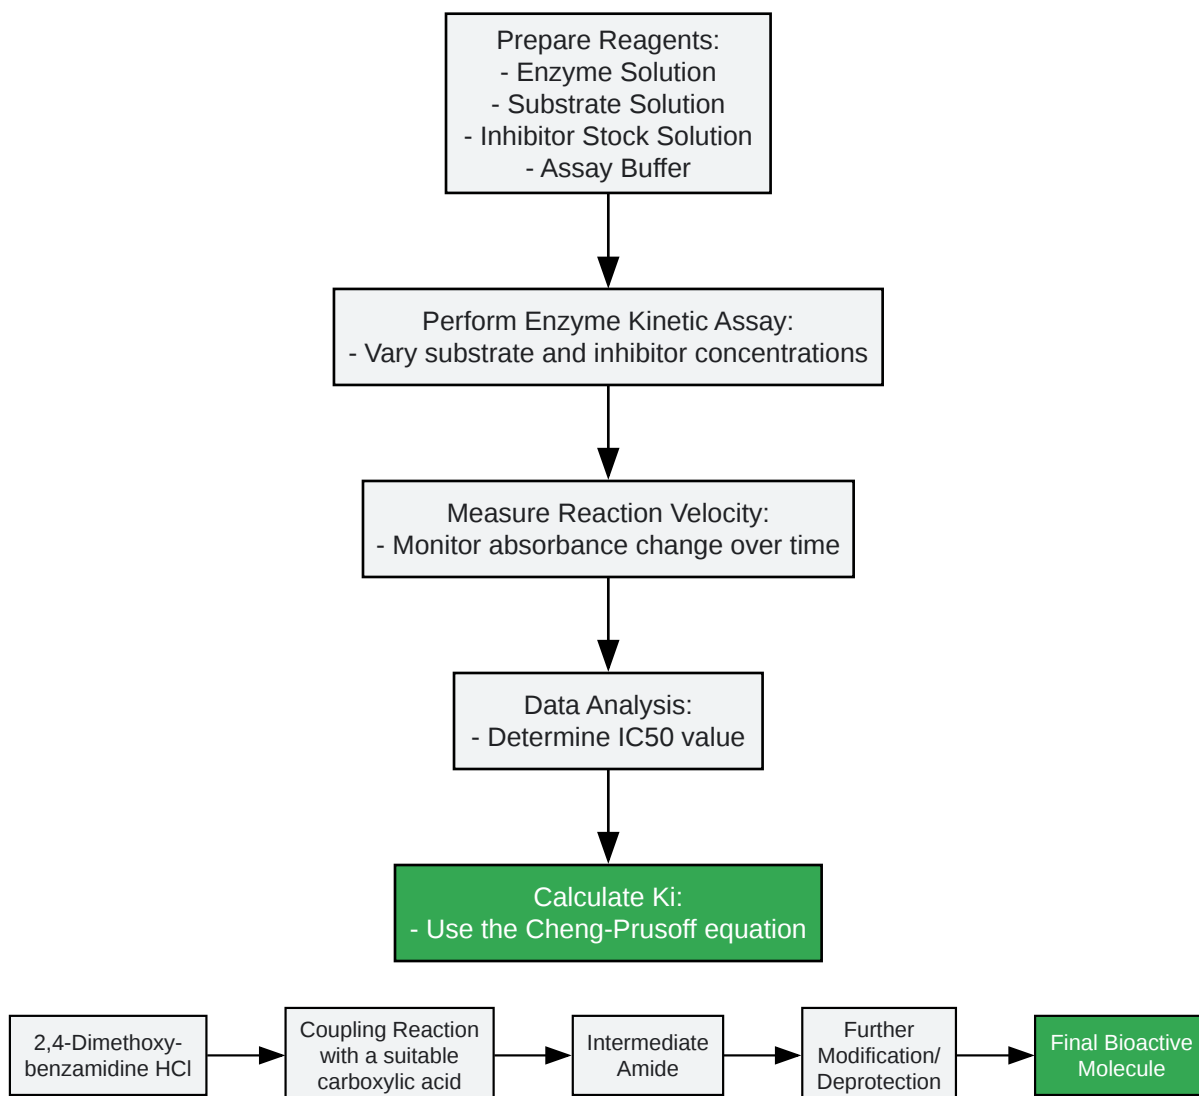 Prepare Reagents:
- Enzyme Solution
- Substrate Solution
- Inhibitor Stock Solution
- Assay Buffer
Perform Enzyme Kinetic Assay:
- Vary substrate and inhibitor concentrations
Measure Reaction Velocity:
- Monitor absorbance change over time
Data Analysis:
- Determine IC50 value
Calculate Ki:
- Use the Cheng-Prusoff equation
2,4-Dimethoxy-
benzamidine HCl
Coupling Reaction
with a suitable
carboxylic acid
Intermediate
Amide
Further
Modification/
Deprotection
Final Bioactive
Molecule